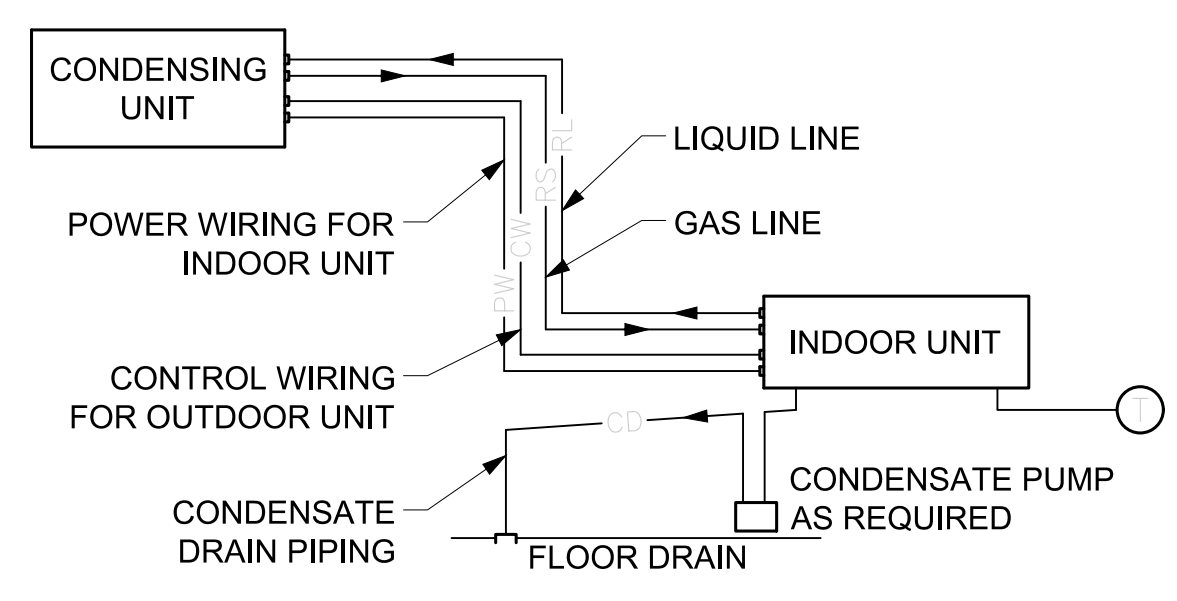 CONDENSING
UNIT
LIQUID LINE
RL
RS
GAS LINE
POWER WIRING FOR
INDOOR UNIT
CW
PW
INDOOR UNIT
CONTROL WIRING
FOR OUTDOOR UNIT
T
CD
CONDENSATE PUMP
AS REQUIRED
CONDENSATE
DRAIN PIPING
FLOOR DRAIN